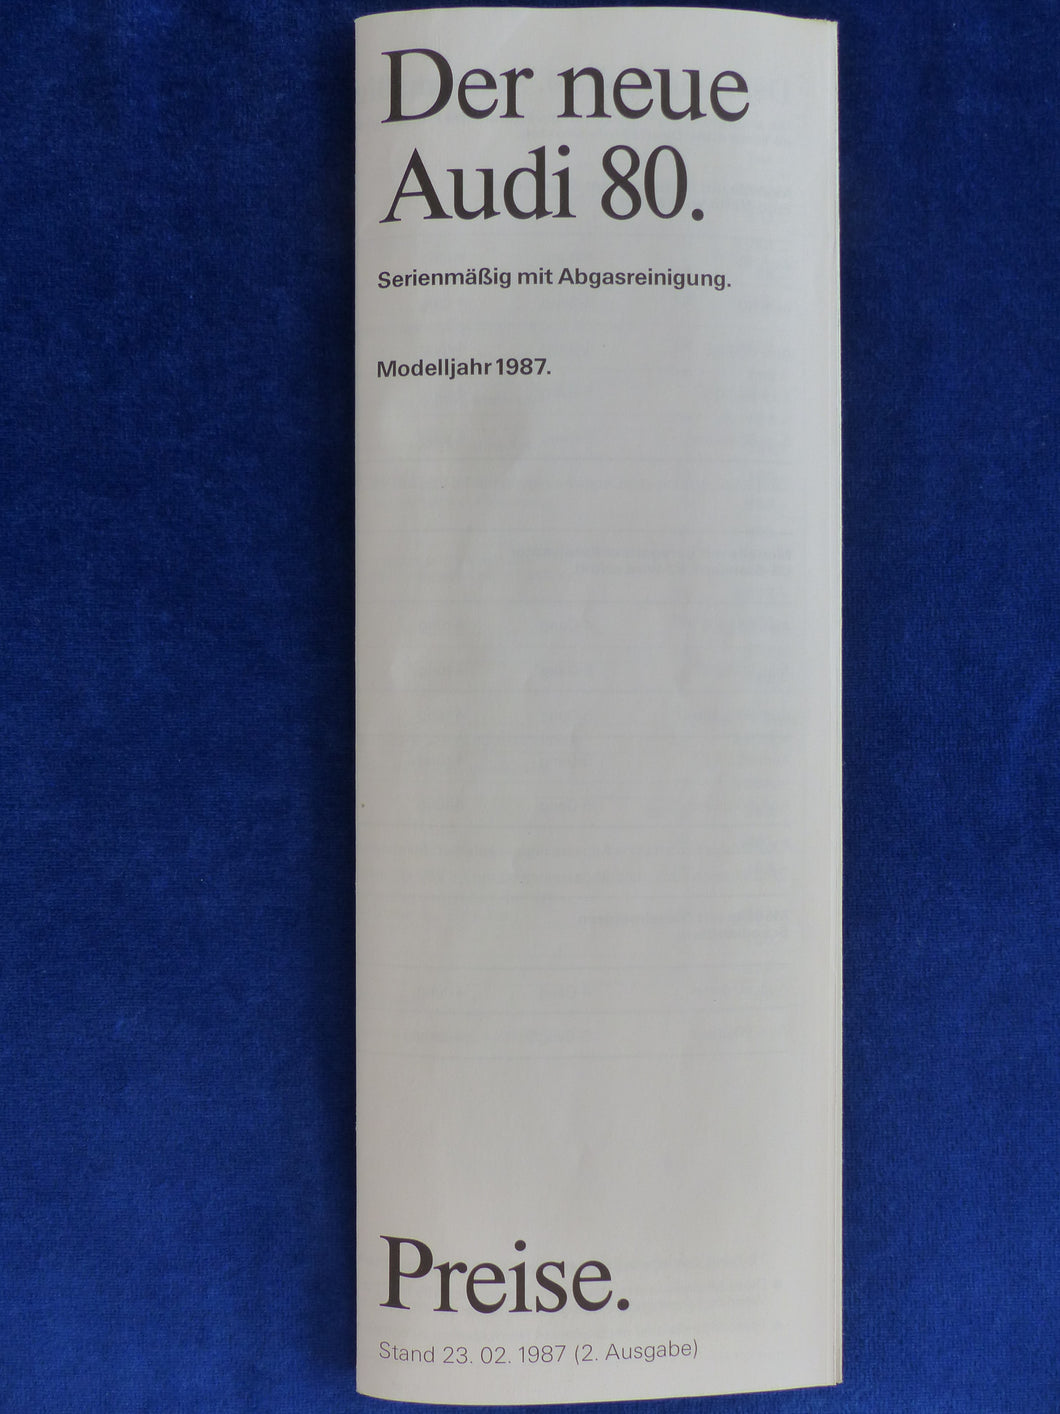 Der neue
Audi 80.
Serienmäßig mit Abgasreinigung.
Modelljahr 1987.
Preise.
Stand 23. 02. 1987 (2. Ausgabe)